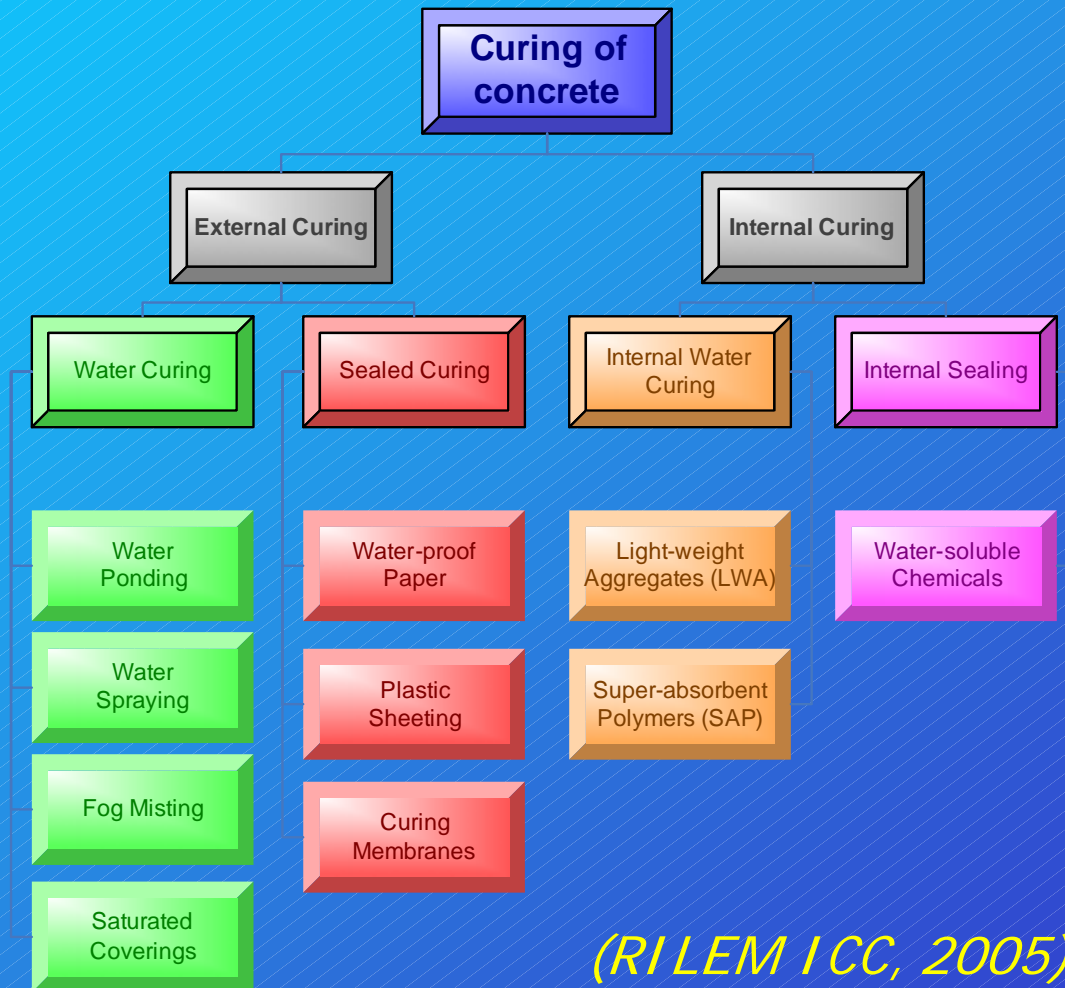 Curing of
concrete
External Curing
Internal Curing
Water Curing
Sealed Curing
Internal Water
Curing
Internal Sealing
Water
Ponding
Water-proof
Paper
Light-weight
Aggregates (LWA)
Water-soluble
Chemicals
Water
Spraying
Plastic
Sheeting
Super-absorbent
Polymers (SAP)
Fog Misting
Curing
Membranes
Saturated
Coverings
(RILEM ICC, 2005)